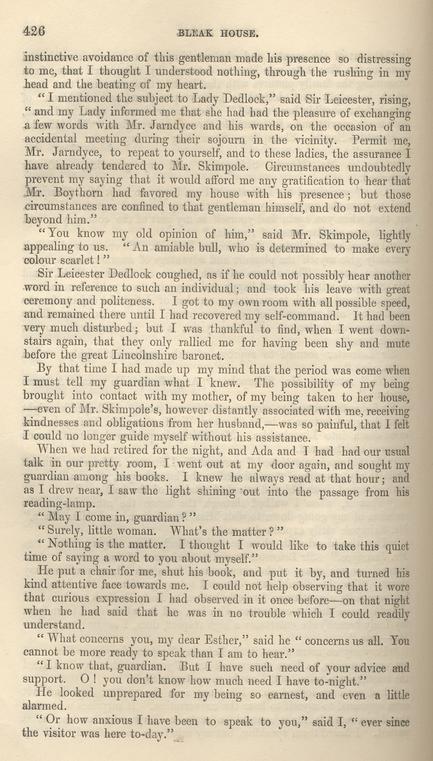 426 BLEAK HOUSE.
instinctive avoidance of this gentleman made his presence so distressing
to me, that I thought I understood nothing, through the rushing in my
head and the beating of my heart.
“ I mentioned the subject to Lady Dedlock,” said Sir Leicester, rising,
“ and my Lady informed me that she had had the pleasure of exchanging
a few words with Mr. Jarndyce and his wards, on the occasion of an
accidental meeting during their sojourn in the vicinity. Permit me,
Mr. Jarndyce, to repeat to yourself, and to these ladies, the assurance I
have already tendered to Mr. Skimpole. Circumstances undoubtedly
prevent my saying that it would afford me any gratification to hear that
Mr. Boythorn had favored my house with his presence ; but those
circumstances are confined to that gentleman himself, and do not extend
beyond him.”
“ You know my old opinion of him,” said Mr. Skimpole, lightly
appealing to us. “ An amiable bull, who is determined to make every
colour scarlet ! ”
Sir Leicester Dedlock coughed, as if he could not possibly hear another
word in reference to such an individual ; and took his leave with great
ceremony and politeness. I got to my own room with all possible speed,
and remained there until I had recovered my self-command. It had been
very much disturbed ; but I was thankful to find, when I went down-
stairs again, that they only rallied me for having been shy and mute
before the great Lincolnshire baronet.
By that time I had made up my mind that the period was come when
I must tell my guardian what I knew. The possibility of my being
brought into contact with my mother, of my being taken to her house,
—even of Mr. Skimpole's, however distantly associated with me, receiving
kindnesses and obligations from her husband,—was so painful, that I felt
I could no longer guide myself without his assistance.
When we had retired for the night, and Ada and I had had our usual
talk in our pretty room, I went out at my door again, and sought my
guardian among his books. I knew he always read at that hour ; and
as I drew near, I saw the light shining out into the passage from his
reading-lamp.
“ May I come in, guardian ? ”
“ Surely, little woman. What's the matter ? ”
“ Nothing is the matter. I thought I would like to take this quiet
time of saying a word to you about myself.”
He put a chair for me, shut his book, and put it by, and turned his
kind attentive face towards me. I could not help observing that it wore
that curious expression I had observed in it once before—on that night
when he had said that he was in no trouble which I could readily
understand.
“ What concerns you, my dear Esther,” said he “ concerns us all. You
cannot be more ready to speak than I am to hear.”
“ I know that, guardian. But I have such need of your advice and
support. O ! you don't know how much need I have to-night.”
He looked unprepared for my being so earnest, and even a little
alarmed.
“ Or how anxious I have been to speak to you,” said I, “ ever since
the visitor was here to-day.”